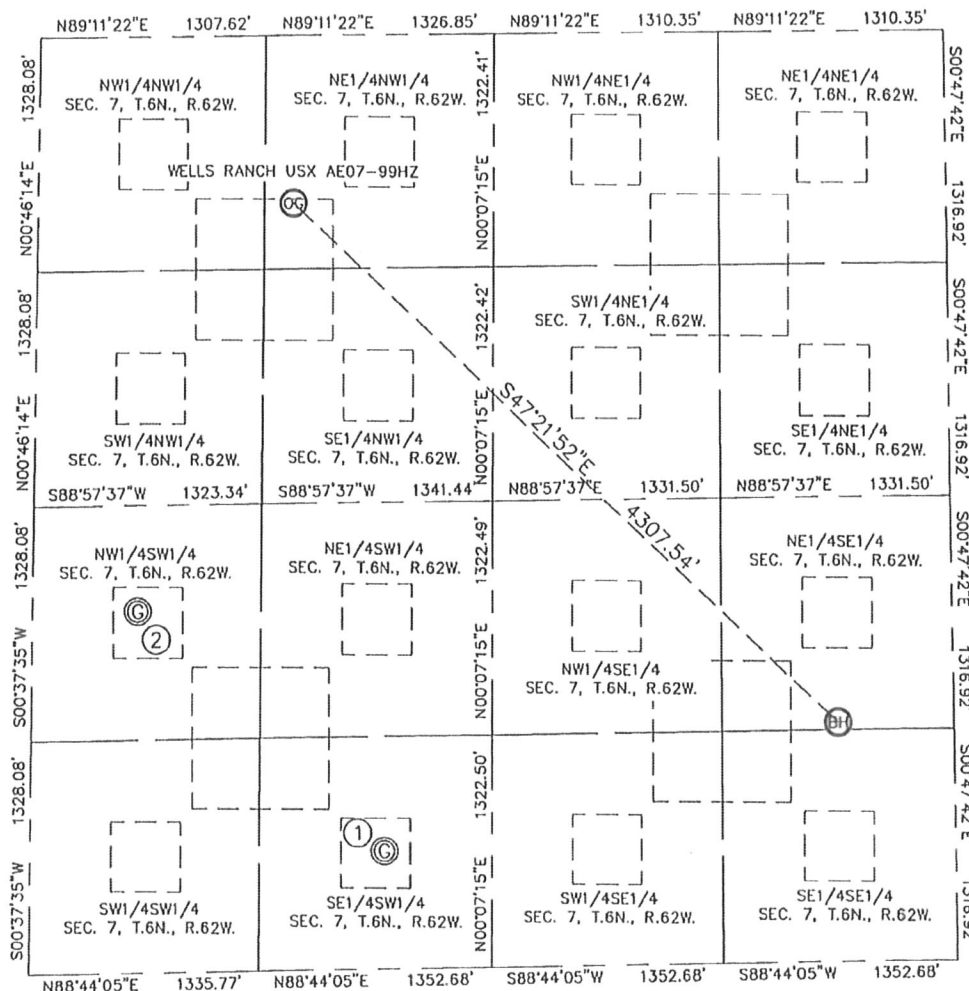 N89°11'22"E 1307.62' N89°11'22"E 1326.85' N89°11'22"E 1310.35' N89°11'22"E 1310.35'
1328.08'
1322.41'
S00°47'42"E
NW1/4NW1/4
SEC. 7, T.6N., R.62W.
NE1/4NW1/4
SEC. 7, T.6N., R.62W.
NW1/4NE1/4
SEC. 7, T.6N., R.62W.
NE1/4NE1/4
SEC. 7, T.6N., R.62W.
WELLS RANCH USX AE07-99HZ
OG
N00°46'14"E
N00°07'15"E
1316.92'
1328.08'
1322.42'
S00°47'42"E
SW1/4NE1/4
SEC. 7, T.6N., R.62W.
S47°21'52"E
4307.54'
N00°46'14"E
N00°07'15"E
1316.92'
SW1/4NW1/4
SEC. 7, T.6N., R.62W.
SE1/4NW1/4
SEC. 7, T.6N., R.62W.
SE1/4NE1/4
SEC. 7, T.6N., R.62W.
S88°57'37"W 1323.34' S88°57'37"W 1341.44' N88°57'37"E 1331.50' N88°57'37"E 1331.50'
1328.08'
1322.49'
S00°47'42"E
NW1/4SW1/4
SEC. 7, T.6N., R.62W.
NE1/4SW1/4
SEC. 7, T.6N., R.62W.
NE1/4SE1/4
SEC. 7, T.6N., R.62W.
G
2
S00°37'35"W
N00°07'15"E
1316.92'
NW1/4SE1/4
SEC. 7, T.6N., R.62W.
BH
1328.08'
1322.50'
S00°47'42"E
1
G
S00°37'35"W
N00°07'15"E
SW1/4SW1/4
SEC. 7, T.6N., R.62W.
SE1/4SW1/4
SEC. 7, T.6N., R.62W.
SW1/4SE1/4
SEC. 7, T.6N., R.62W.
SE1/4SE1/4
SEC. 7, T.6N., R.62W.
N88°44'05"E 1335.77' N88°44'05"E 1352.68' S88°44'05"W 1352.68' S88°44'05"W 1352.68'